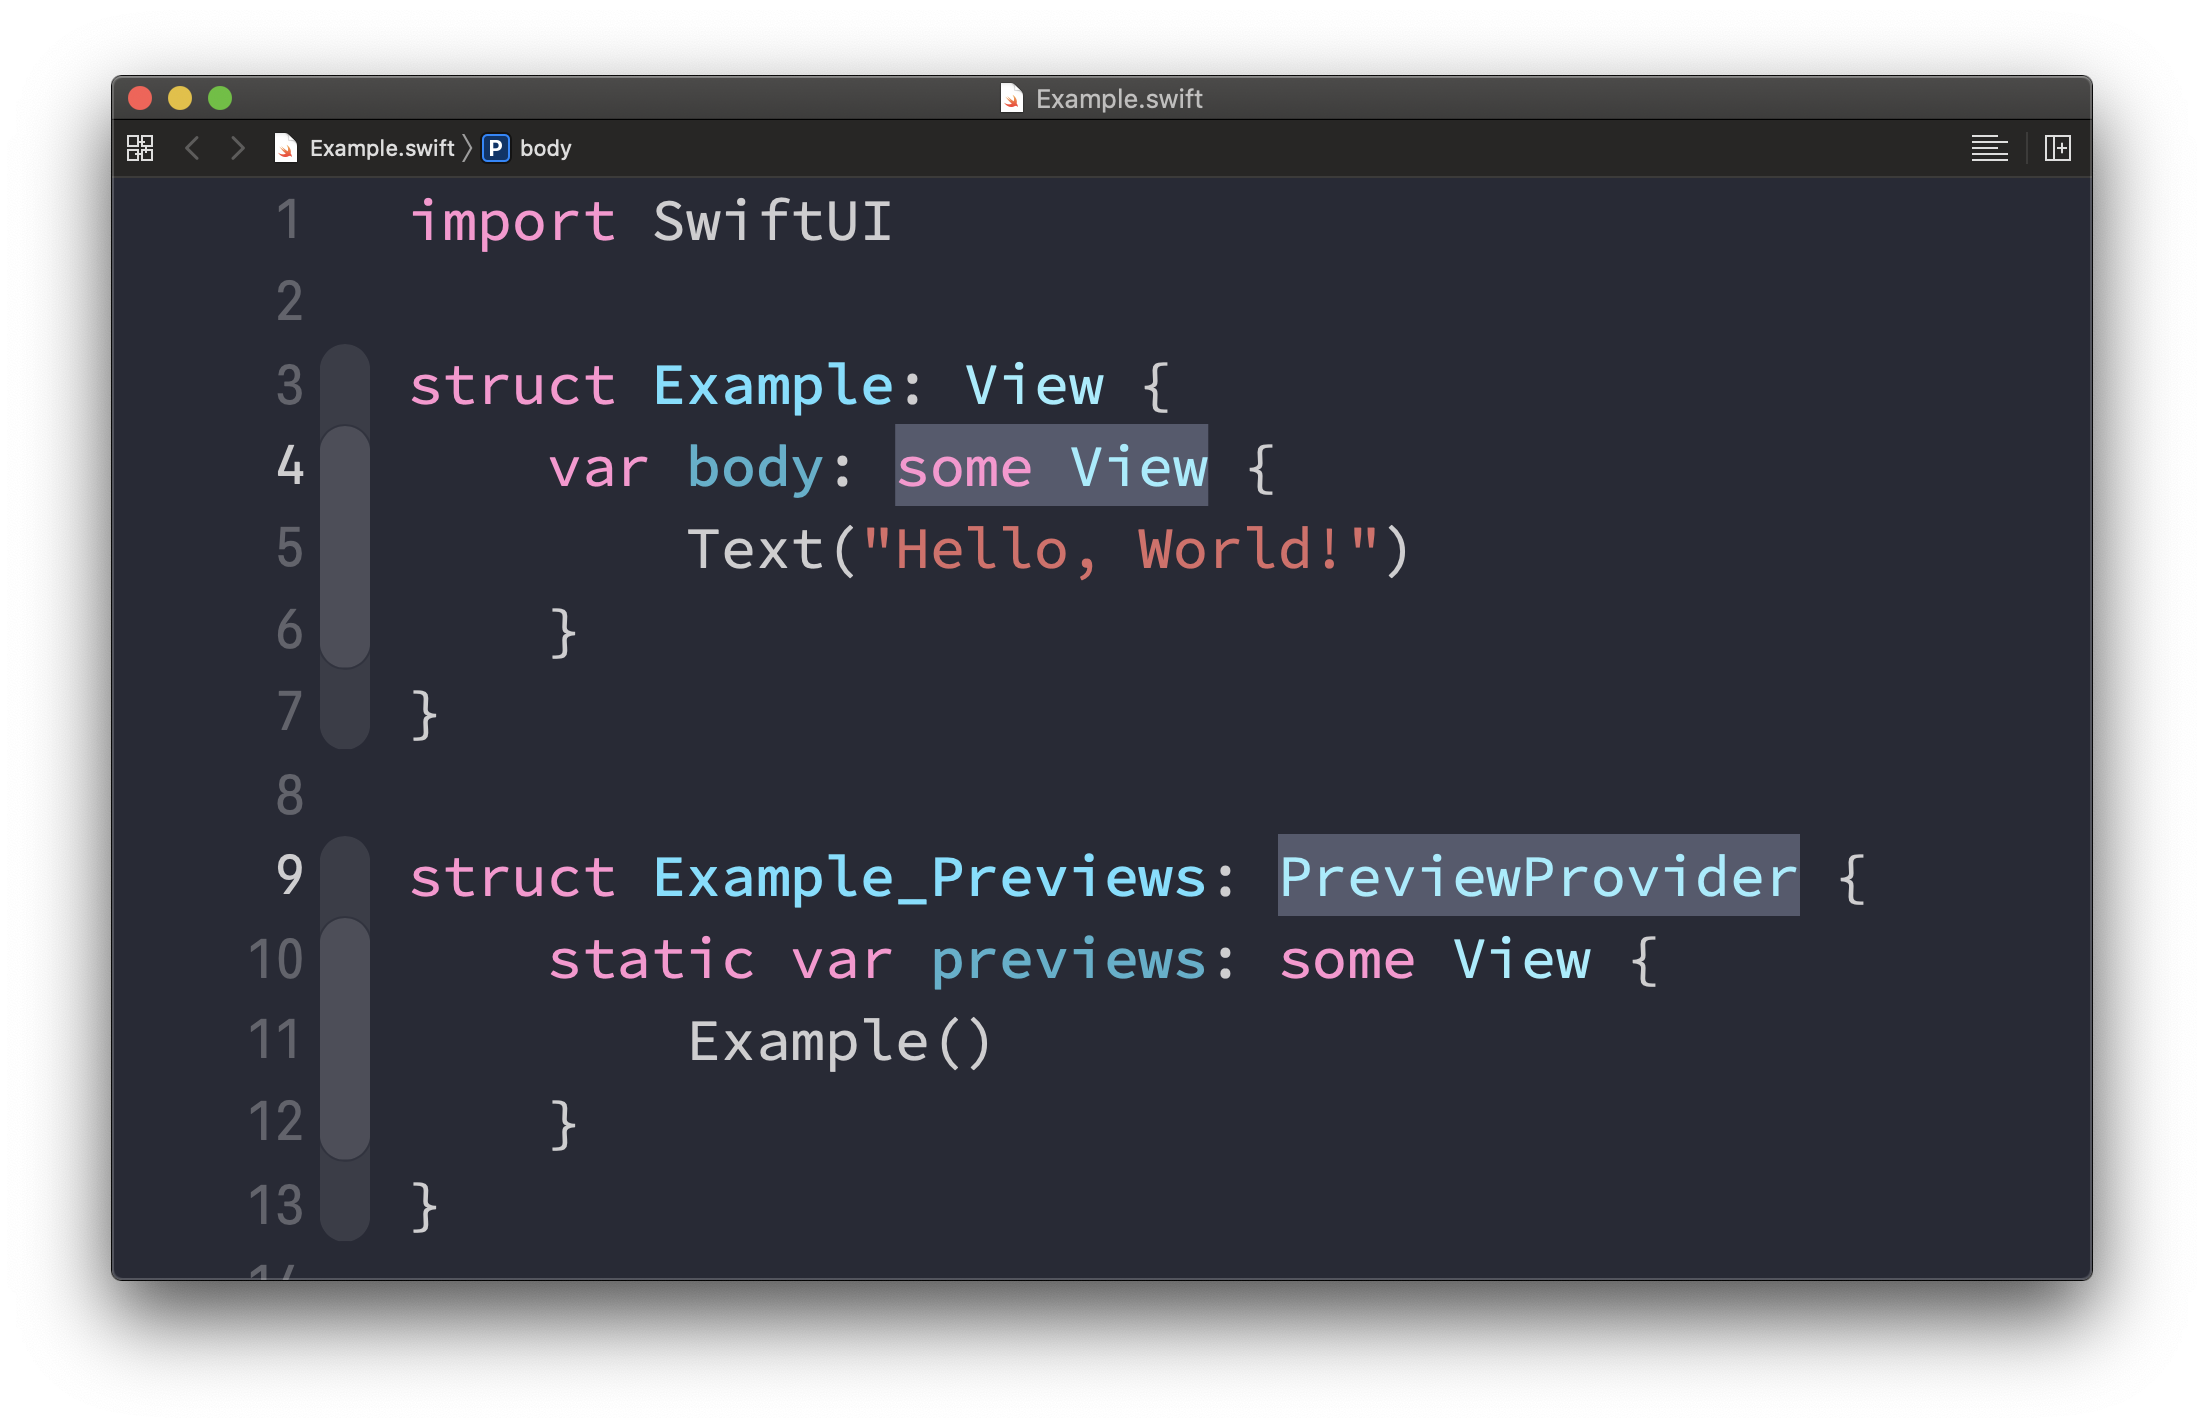 Example.swift
Example.swift 〉 P body
1 import SwiftUI
2
3 struct Example: View {
4     var body: some View {
5         Text("Hello, World!")
6     }
7 }
8
9 struct Example_Previews: PreviewProvider {
10     static var previews: some View {
11         Example()
12     }
13 }
14